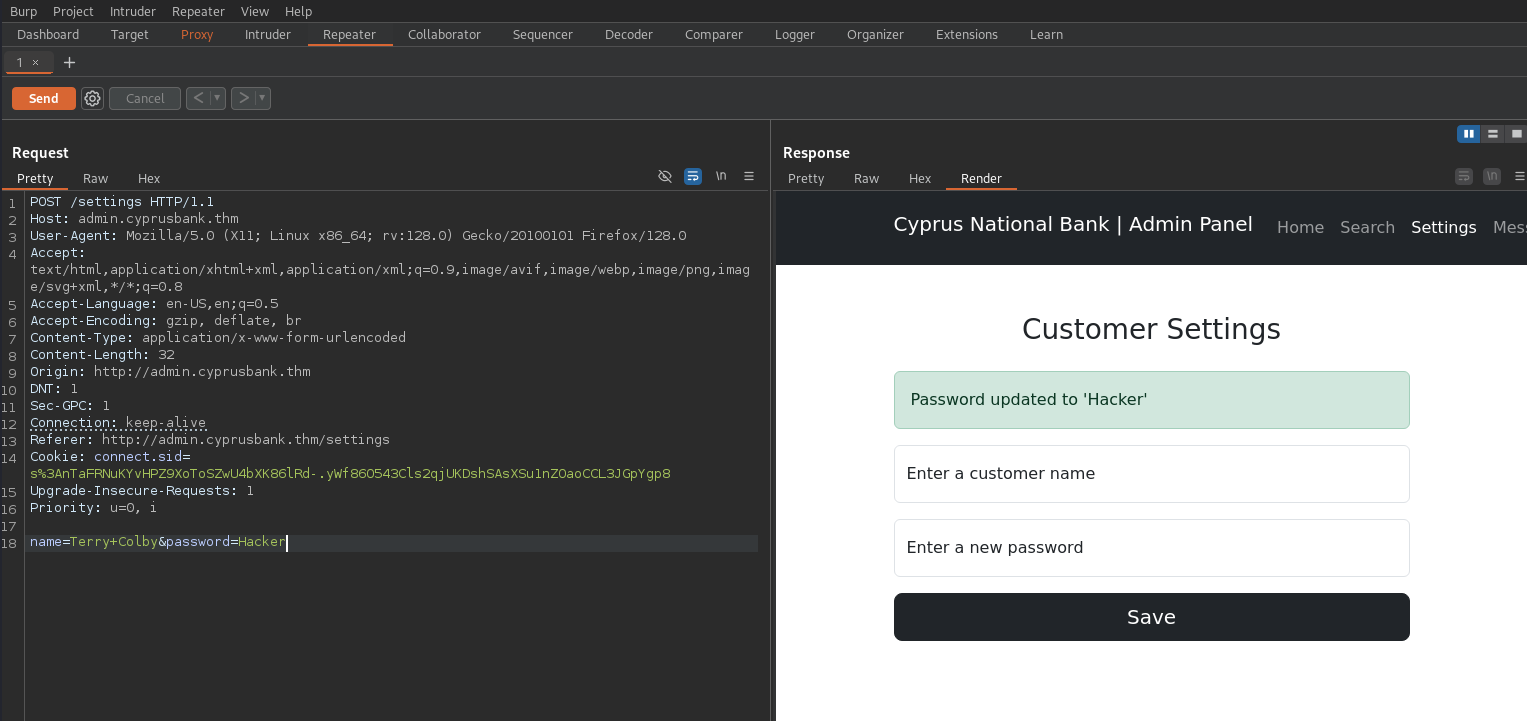 Burp Project Intruder Repeater View Help
Dashboard Target Proxy Intruder Repeater Collaborator Sequencer Decoder Comparer Logger Organizer Extensions Learn
1 × +
Send Cancel < >
Request
Pretty Raw Hex \n
1 POST /settings HTTP/1.1
2 Host: admin.cyprusbank.thm
3 User-Agent: Mozilla/5.0 (X11; Linux x86_64; rv:128.0) Gecko/20100101 Firefox/128.0
4 Accept:
text/html,application/xhtml+xml,application/xml;q=0.9,image/avif,image/webp,image/png,imag
e/svg+xml,*/*;q=0.8
5 Accept-Language: en-US,en;q=0.5
6 Accept-Encoding: gzip, deflate, br
7 Content-Type: application/x-www-form-urlencoded
8 Content-Length: 32
9 Origin: http://admin.cyprusbank.thm
10 DNT: 1
11 Sec-GPC: 1
12 Connection: keep-alive
13 Referer: http://admin.cyprusbank.thm/settings
14 Cookie: connect.sid=
s%3AnTaFRNuKYvHPZ9XoToSZwU4bXK86lRd-.yWf860543Cls2qjUKDshSAsXSu1nZOaoCCL3JGpYgp8
15 Upgrade-Insecure-Requests: 1
16 Priority: u=0, i
17
18 name=Terry+Colby&password=Hacker
Response
Pretty Raw Hex Render \n
Cyprus National Bank | Admin Panel Home Search Settings Mes
Customer Settings
Password updated to 'Hacker'
Enter a customer name
Enter a new password
Save